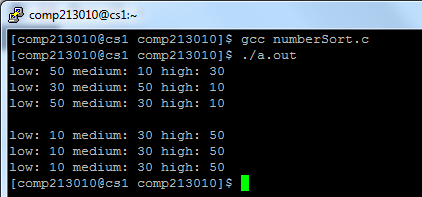 comp213010@cs1:~
[comp213010@cs1 comp213010]$ gcc numberSort.c
[comp213010@cs1 comp213010]$ ./a.out
low: 50 medium: 10 high: 30
low: 30 medium: 50 high: 10
low: 30 medium: 50 high: 10
low: 10 medium: 30 high: 50
low: 10 medium: 30 high: 50
low: 10 medium: 30 high: 50
[comp213010@cs1 comp213010]$